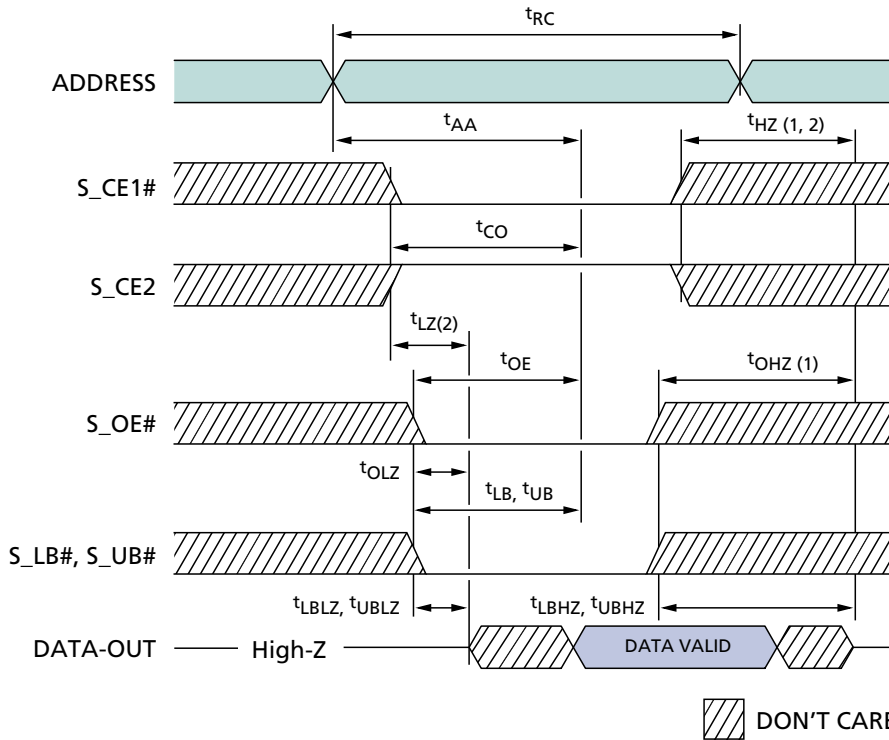 tRC
ADDRESS
tAA
tHZ (1, 2)
S_CE1#
tCO
S_CE2
tLZ(2)
tOE
tOHZ (1)
S_OE#
tOLZ
tLB, tUB
S_LB#, S_UB#
tLBLZ, tUBLZ
tLBHZ, tUBHZ
DATA-OUT
High-Z
DATA VALID
DON'T CARE